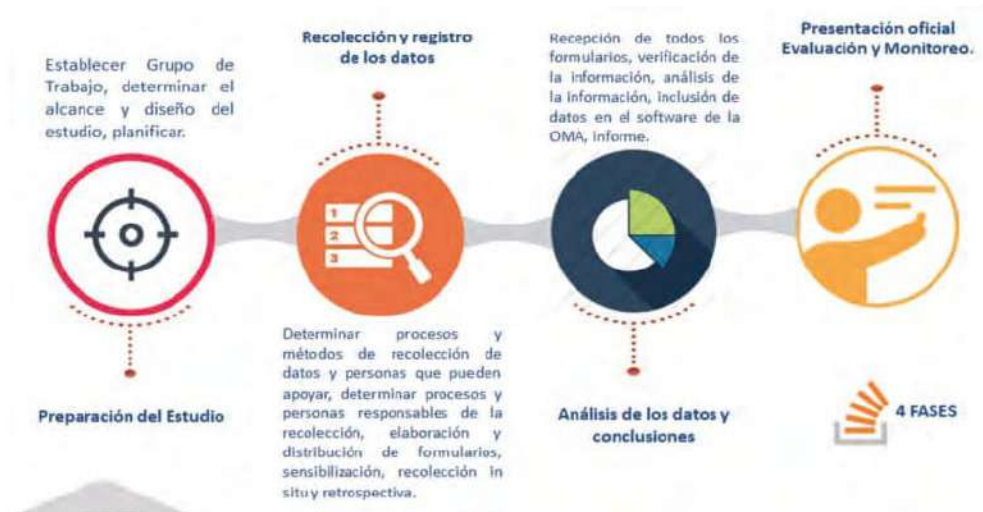 Establecer Grupo de
Trabajo, determinar el
alcance y diseño del
estudio, planificar.
Preparación del Estudio
Recolección y registro
de los datos
1
2
3
Determinar procesos y
métodos de recolección de
datos y personas que pueden
apoyar, determinar procesos y
personas responsables de la
recolección, elaboración y
distribución de formularios,
sensibilización, recolección in
situ y retrospectiva.
Recepción de todos los
formularios, verificación de
la información, análisis de
la información, inclusión de
datos en el software de la
OMA, informe.
Análisis de los datos y
conclusiones
Presentación oficial
Evaluación y Monitoreo.
4 FASES